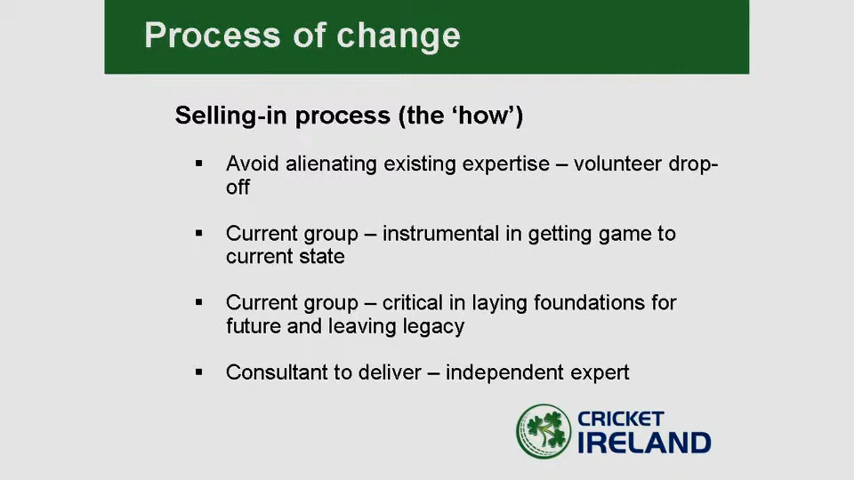 Process of change
Selling-in process (the ‘how’)
▪ Avoid alienating existing expertise – volunteer drop-
off
▪ Current group – instrumental in getting game to
current state
▪ Current group – critical in laying foundations for
future and leaving legacy
▪ Consultant to deliver – independent expert
CRICKET
IRELAND